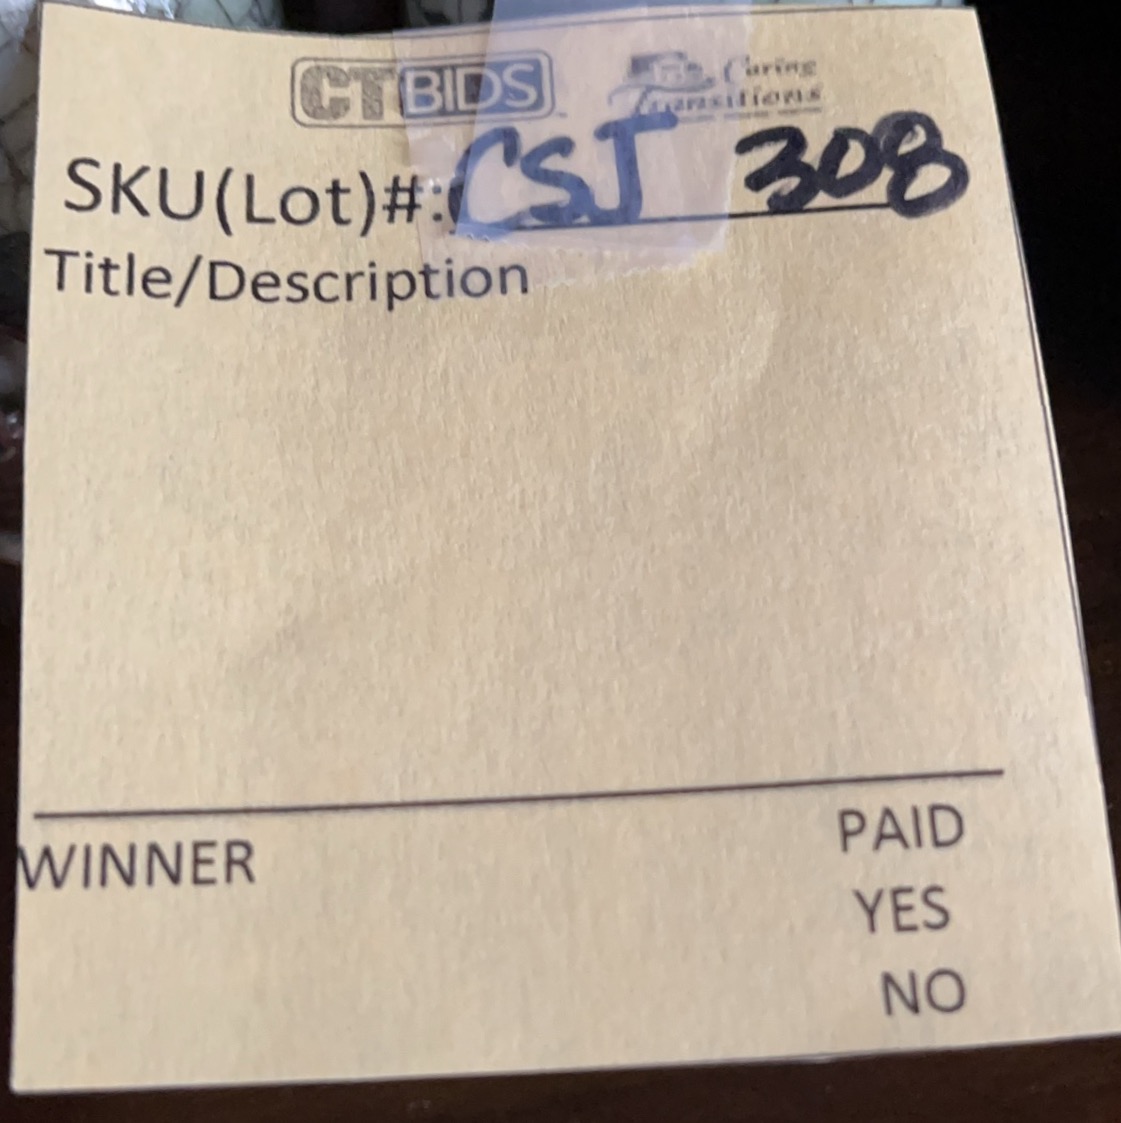 CTBIDS Caring
Transitions
SKU(Lot)#: CSJ 308
Title/Description
WINNER PAID
YES
NO